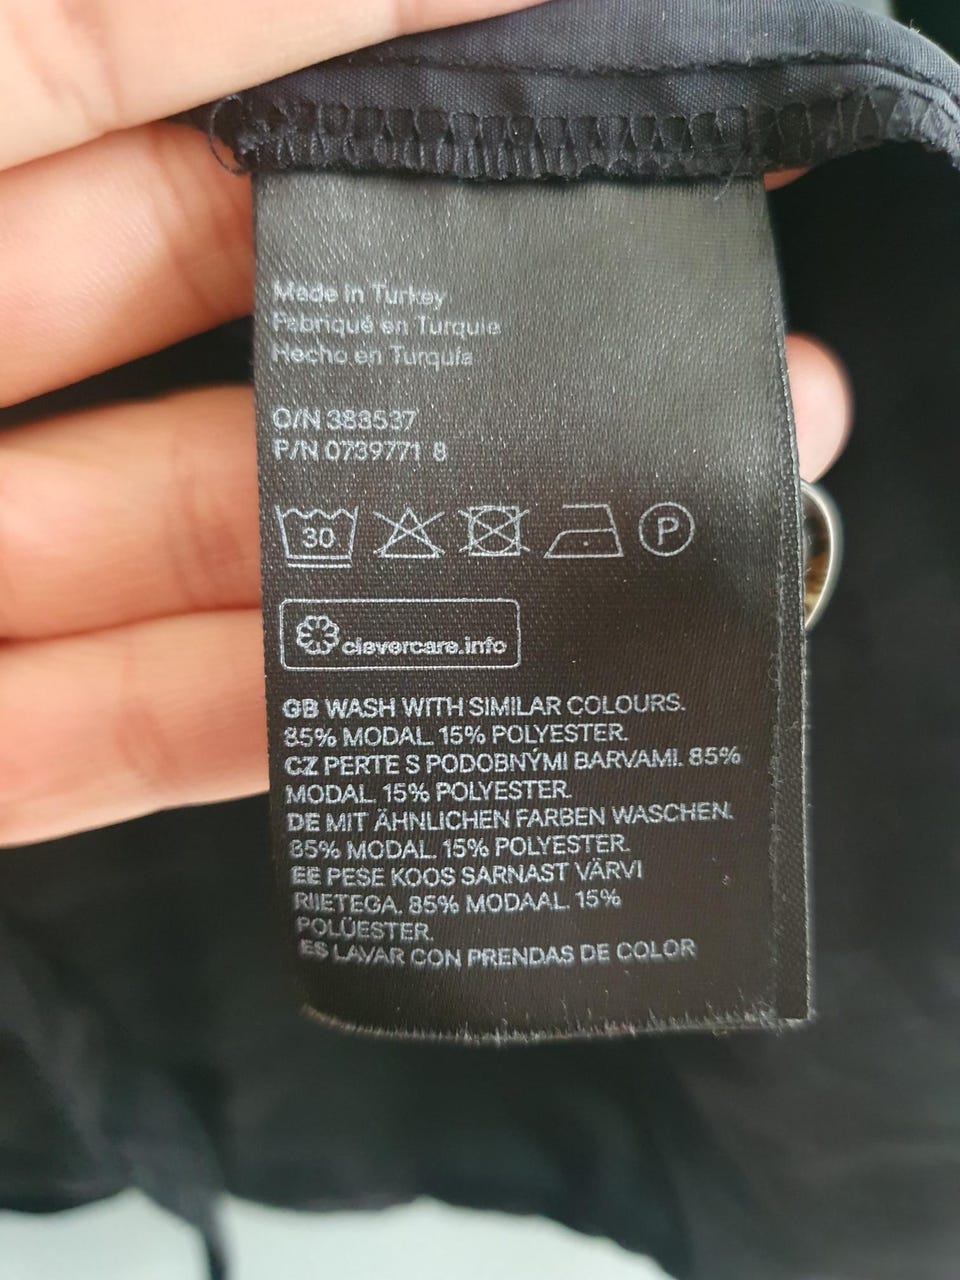 Made in Turkey
Fabriqué en Turquie
Hecho en Turquía
O/N 383537
P/N 0739771 8
30 P
clevercare.info
GB WASH WITH SIMILAR COLOURS.
85% MODAL. 15% POLYESTER.
CZ PERTE S PODOBNÝMI BARVAMI. 85%
MODAL. 15% POLYESTER.
DE MIT ÄHNLICHEN FARBEN WASCHEN.
85% MODAL. 15% POLYESTER.
EE PESE KOOS SARNAST VÄRVI
RIIETEGA. 85% MODAAL. 15%
POLÜESTER.
ES LAVAR CON PRENDAS DE COLOR